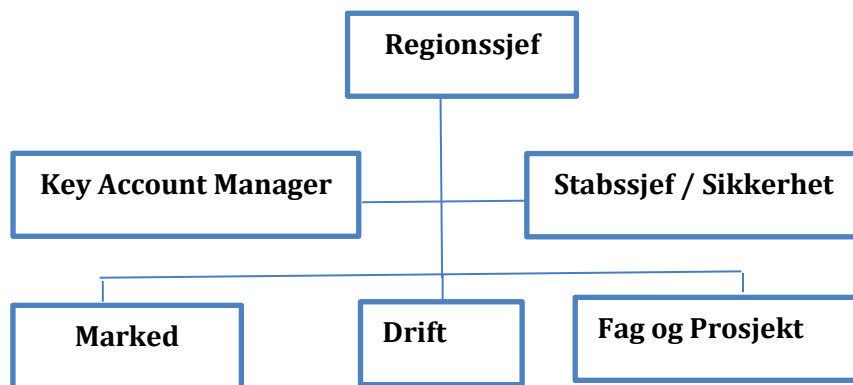 Regionssjef
Key Account Manager
Stabssjef / Sikkerhet
Marked
Drift
Fag og Prosjekt